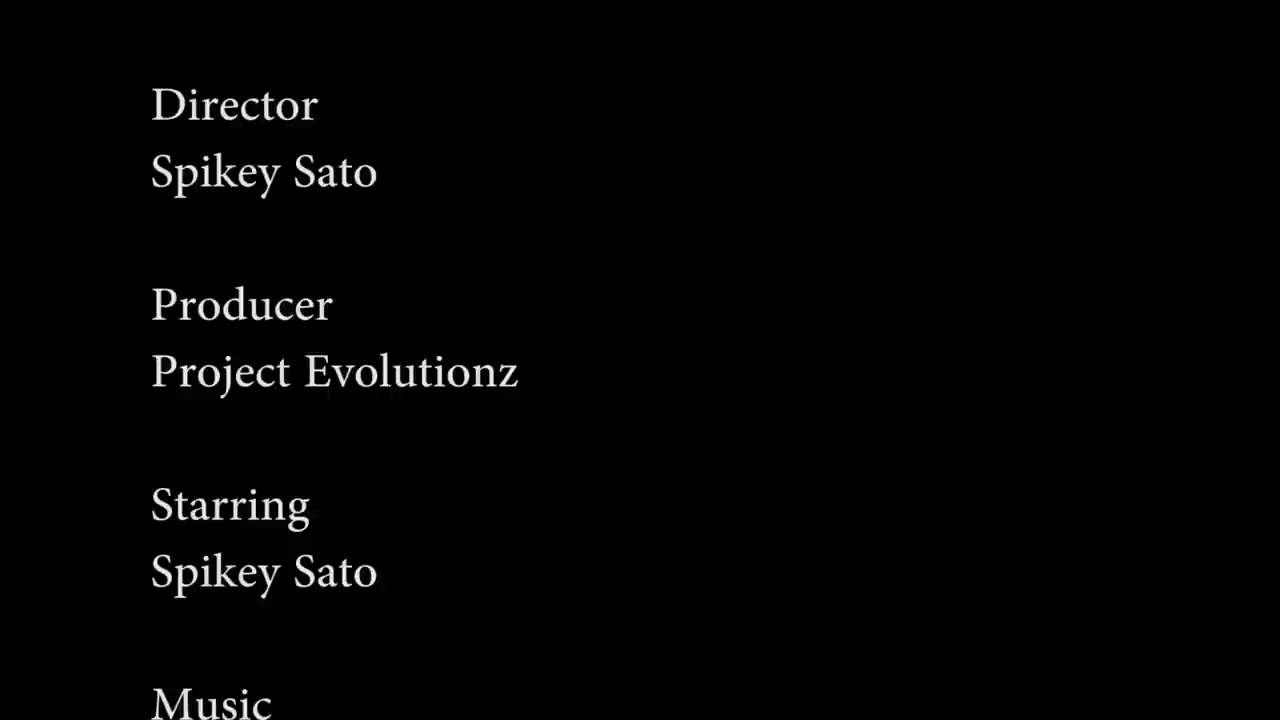 Director
Spikey Sato
Producer
Project Evolutionz
Starring
Spikey Sato
Music